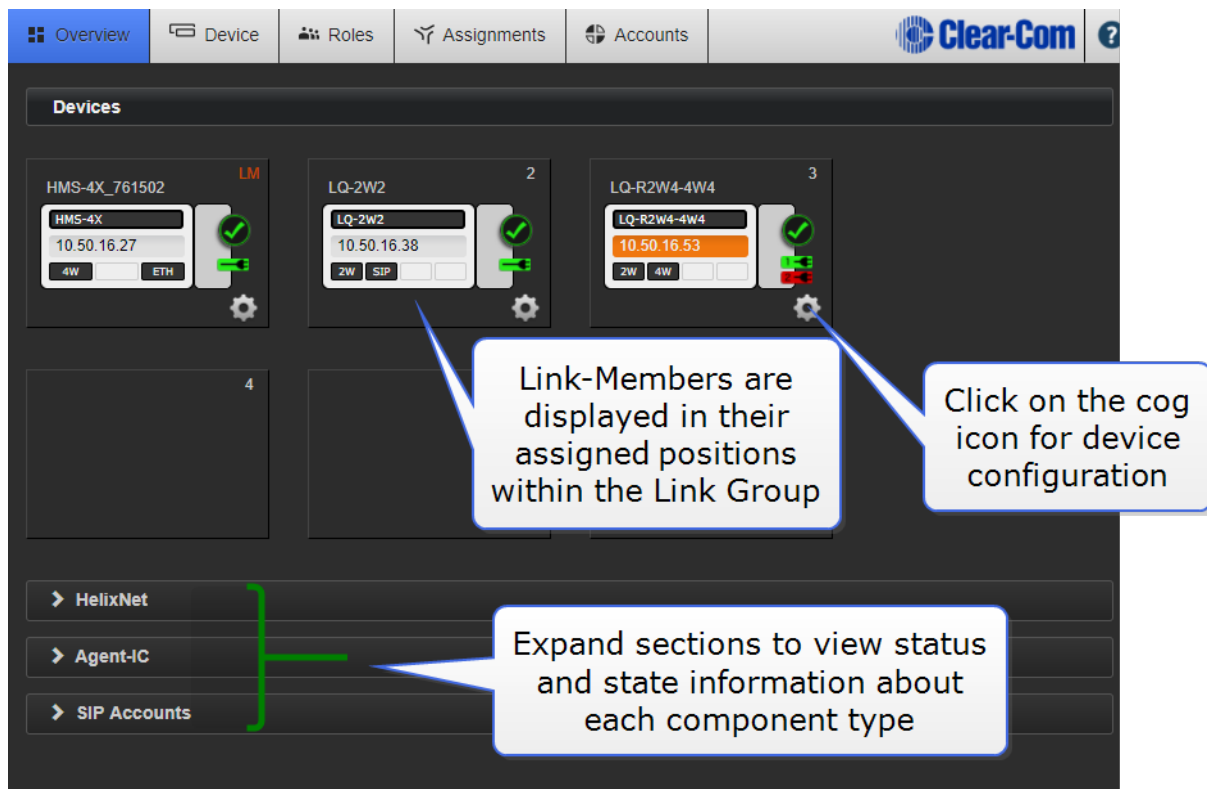 Overview
Device
Roles
Assignments
Accounts
Clear-Com
?
Devices
LM
HMS-4X_761502
HMS-4X
10.50.16.27
4W
ETH
2
LQ-2W2
LQ-2W2
10.50.16.38
2W SIP
3
LQ-R2W4-4W4
LQ-R2W4-4W4
10.50.16.53
2W 4W
1
2
4
Link-Members are
displayed in their
assigned positions
within the Link Group
Click on the cog
icon for device
configuration
HelixNet
Agent-IC
SIP Accounts
Expand sections to view status
and state information about
each component type